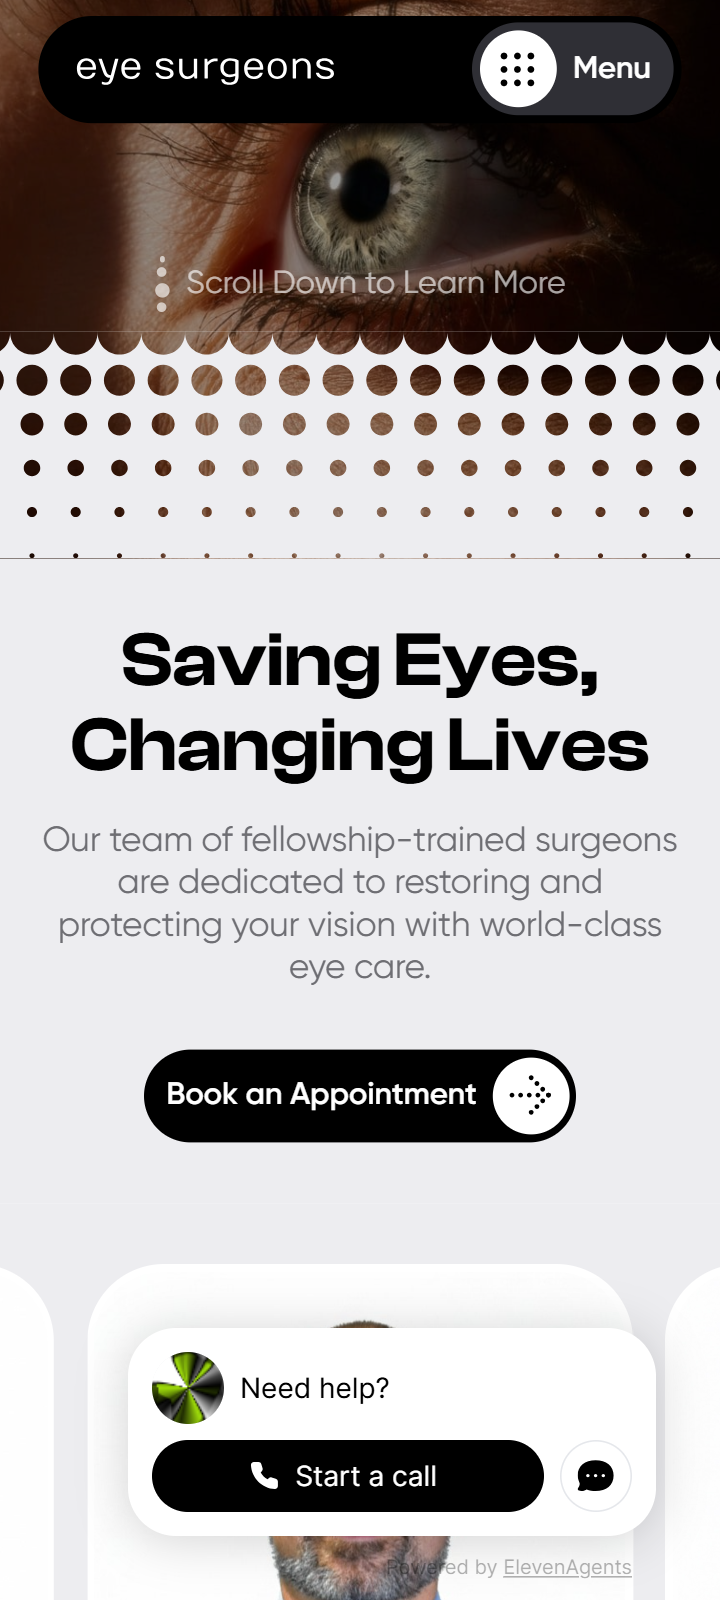 eye surgeons
Menu
Scroll Down to Learn More
Saving Eyes,
Changing Lives
Our team of fellowship-trained surgeons
are dedicated to restoring and
protecting your vision with world-class
eye care.
Book an Appointment
Need help?
Start a call
Powered by ElevenAgents